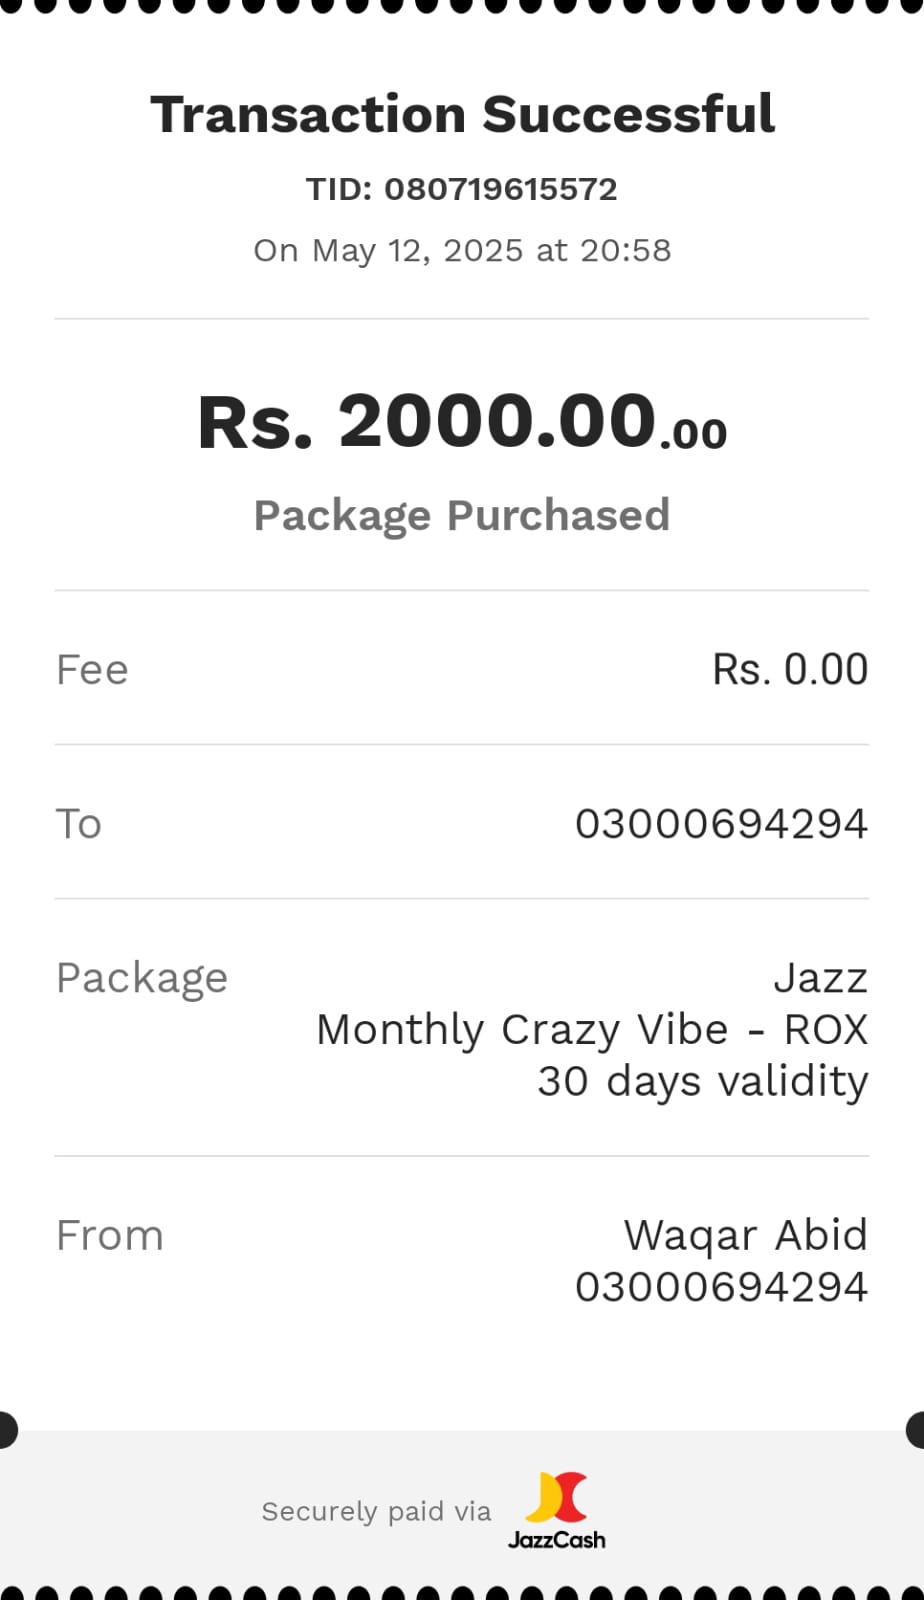 Transaction Successful
TID: 080719615572
On May 12, 2025 at 20:58
Rs. 2000.00.00
Package Purchased
Fee Rs. 0.00
To 03000694294
Package Jazz
Monthly Crazy Vibe - ROX
30 days validity
From Waqar Abid
03000694294
Securely paid via
JazzCash